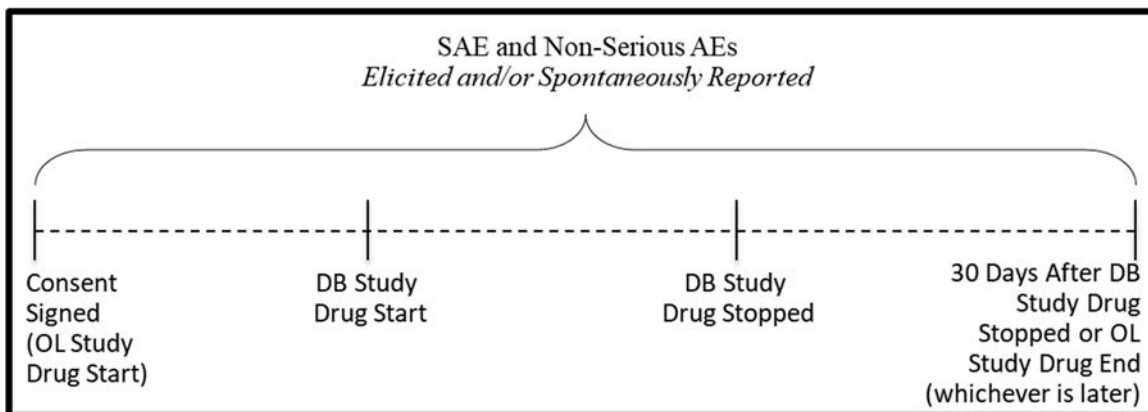 SAE and Non-Serious AEs
Elicited and/or Spontaneously Reported
Consent
Signed
(OL Study
Drug Start)
DB Study
Drug Start
DB Study
Drug Stopped
30 Days After DB
Study Drug
Stopped or OL
Study Drug End
(whichever is later)